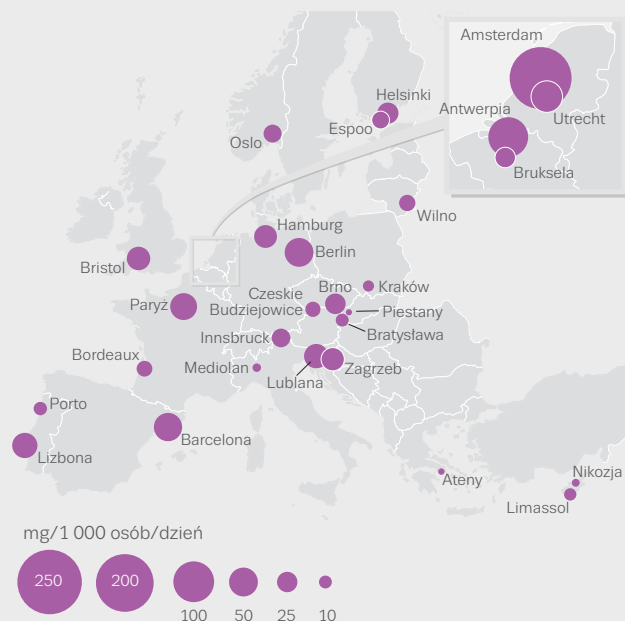 Amsterdam
Utrecht
Antwerpia
Bruksela
Helsinki
Espoo
Oslo
Wilno
Hamburg
Berlin
Bristol
Paryż
Czeskie
Budziejowice
Brno
Kraków
Piestany
Bratysława
Innsbruck
Bordeaux
Mediolan
Lublana
Zagrzeb
Porto
Barcelona
Lizbona
Ateny
Nikozja
Limassol
mg/1 000 osób/dzień
250 200
100 50 25 10